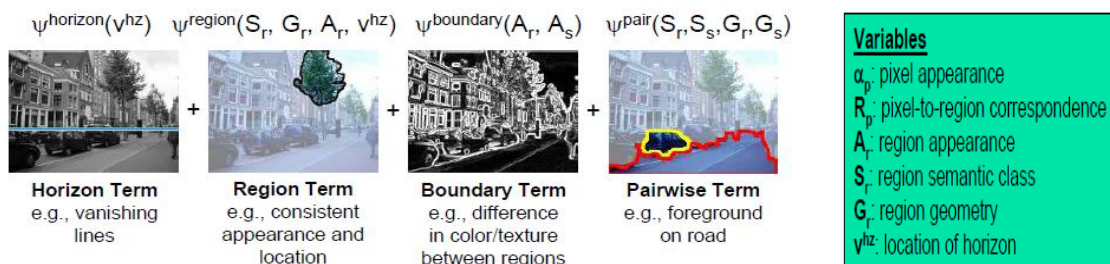 ψhorizon(vhz) ψregion(Sr, Gr, Ar, vhz) ψboundary(Ar, As) ψpair(Sr,Ss,Gr,Gs)
+ + +
Horizon Term
e.g., vanishing
lines
Region Term
e.g., consistent
appearance and
location
Boundary Term
e.g., difference
in color/texture
between regions
Pairwise Term
e.g., foreground
on road
Variables
αp: pixel appearance
Rp: pixel-to-region correspondence
Ar: region appearance
Sr: region semantic class
Gr: region geometry
vhz: location of horizon